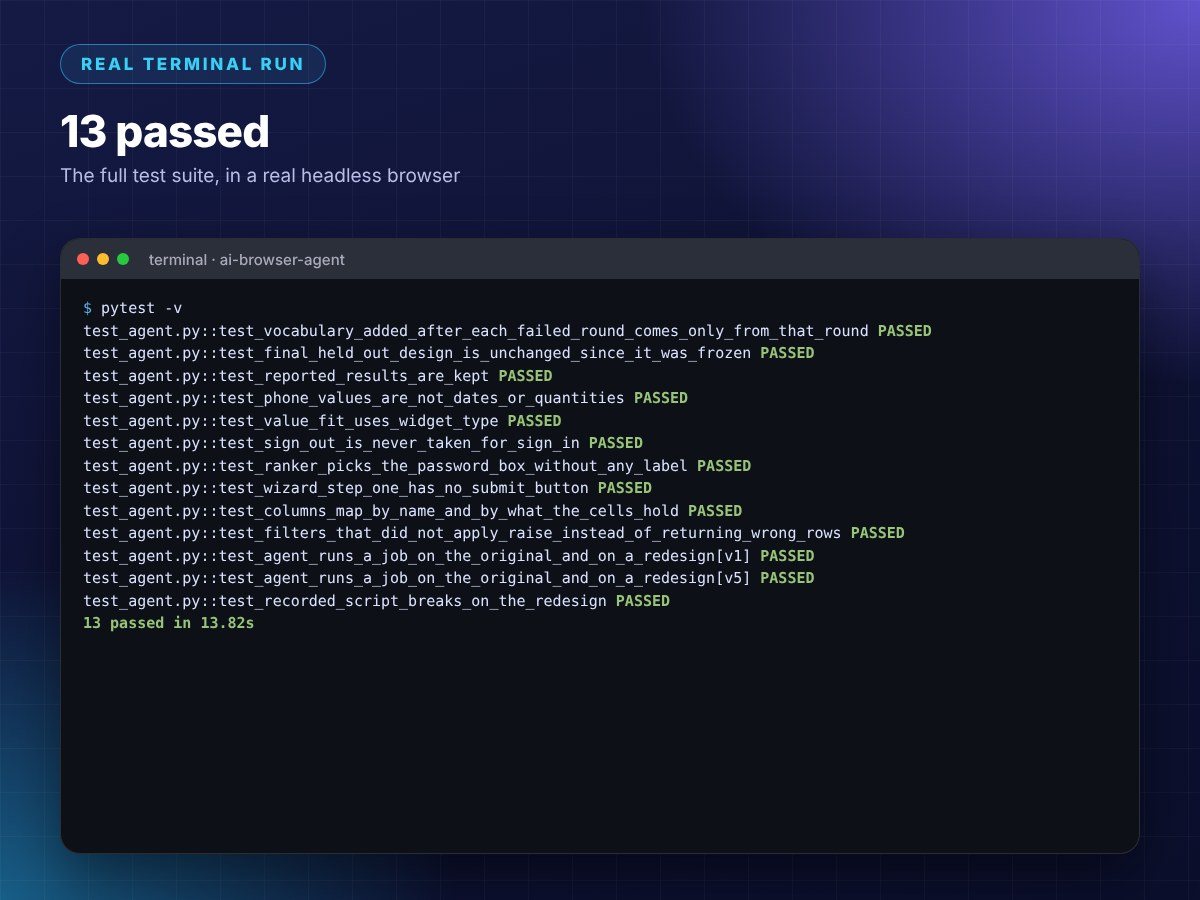 REAL TERMINAL RUN
13 passed
The full test suite, in a real headless browser
terminal · ai-browser-agent
$ pytest -v
test_agent.py::test_vocabulary_added_after_each_failed_round_comes_only_from_that_round PASSED
test_agent.py::test_final_held_out_design_is_unchanged_since_it_was_frozen PASSED
test_agent.py::test_reported_results_are_kept PASSED
test_agent.py::test_phone_values_are_not_dates_or_quantities PASSED
test_agent.py::test_value_fit_uses_widget_type PASSED
test_agent.py::test_sign_out_is_never_taken_for_sign_in PASSED
test_agent.py::test_ranker_picks_the_password_box_without_any_label PASSED
test_agent.py::test_wizard_step_one_has_no_submit_button PASSED
test_agent.py::test_columns_map_by_name_and_by_what_the_cells_hold PASSED
test_agent.py::test_filters_that_did_not_apply_raise_instead_of_returning_wrong_rows PASSED
test_agent.py::test_agent_runs_a_job_on_the_original_and_on_a_redesign[v1] PASSED
test_agent.py::test_agent_runs_a_job_on_the_original_and_on_a_redesign[v5] PASSED
test_agent.py::test_recorded_script_breaks_on_the_redesign PASSED
13 passed in 13.82s